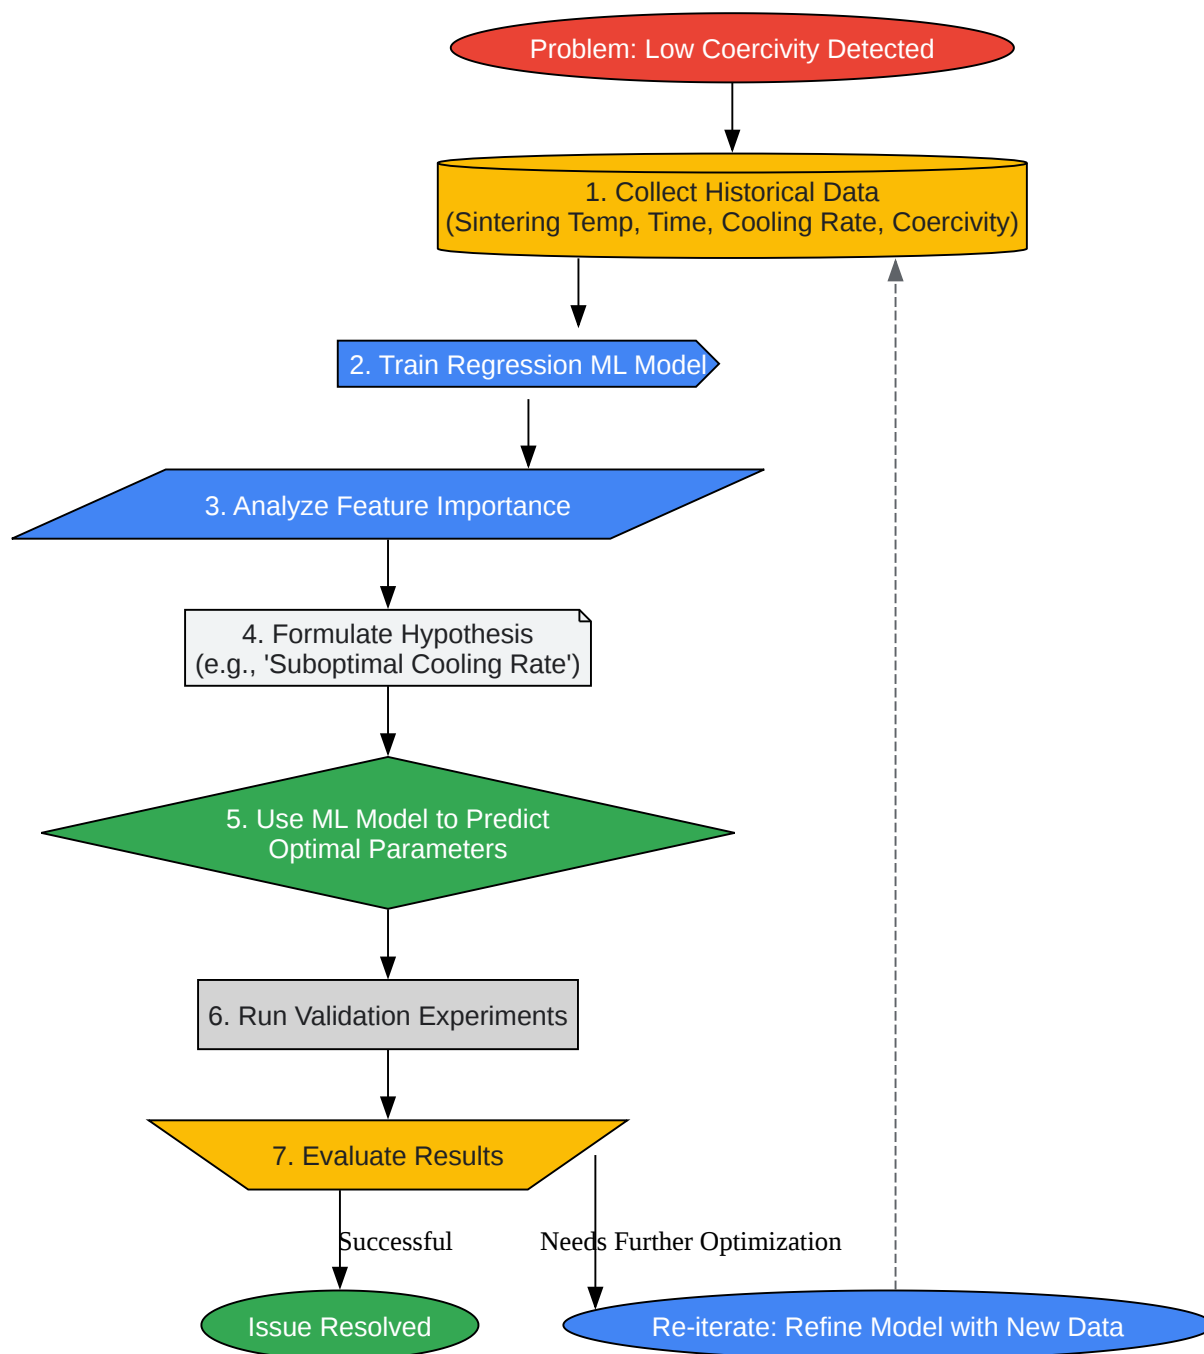 Problem: Low Coercivity Detected
1. Collect Historical Data
(Sintering Temp, Time, Cooling Rate, Coercivity)
2. Train Regression ML Model
3. Analyze Feature Importance
4. Formulate Hypothesis
(e.g., 'Suboptimal Cooling Rate')
5. Use ML Model to Predict
Optimal Parameters
6. Run Validation Experiments
7. Evaluate Results
Successful
Needs Further Optimization
Issue Resolved
Re-iterate: Refine Model with New Data